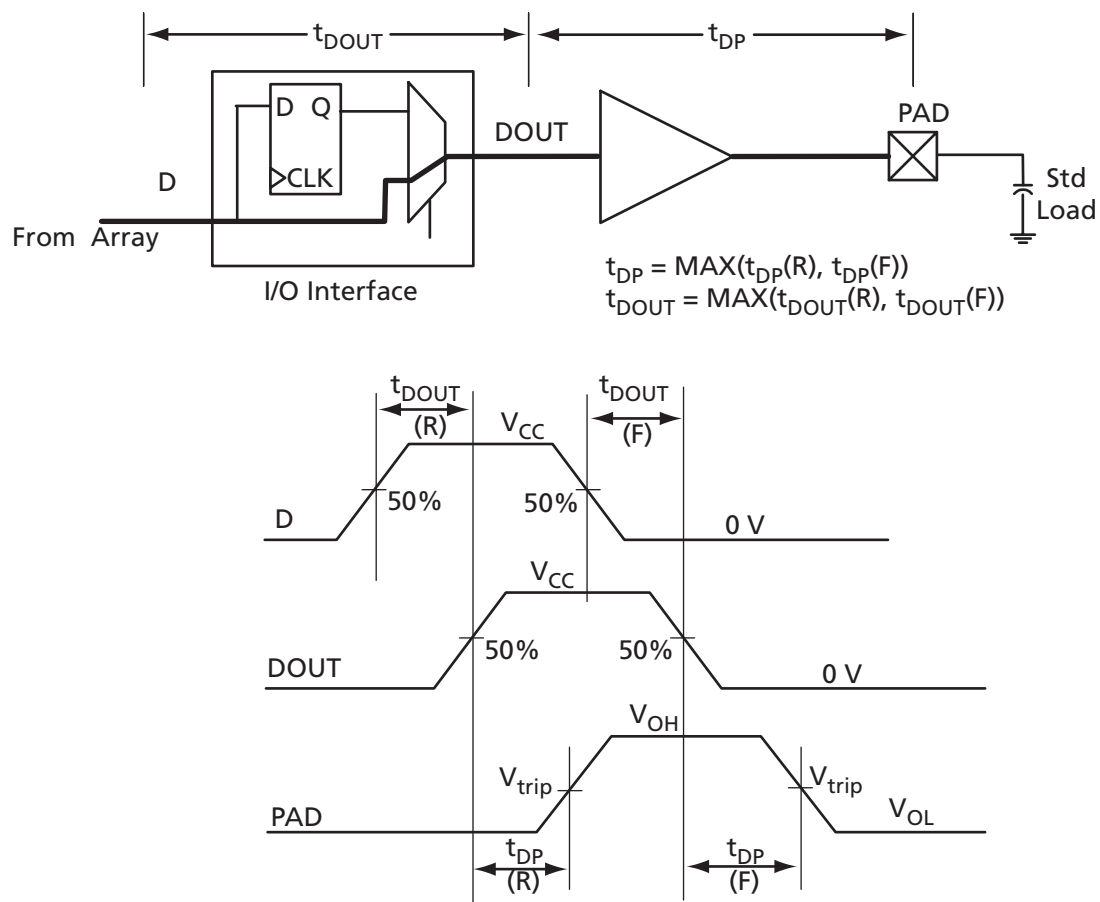 tDOUT
tDP
D Q
CLK
D
From Array
I/O Interface
DOUT
PAD
Std
Load
tDP = MAX(tDP(R), tDP(F))
tDOUT = MAX(tDOUT(R), tDOUT(F))
tDOUT
(R)
tDOUT
(F)
VCC
50%
50%
D
0 V
VCC
50%
50%
DOUT
0 V
VOH
Vtrip
Vtrip
PAD
VOL
tDP
(R)
tDP
(F)